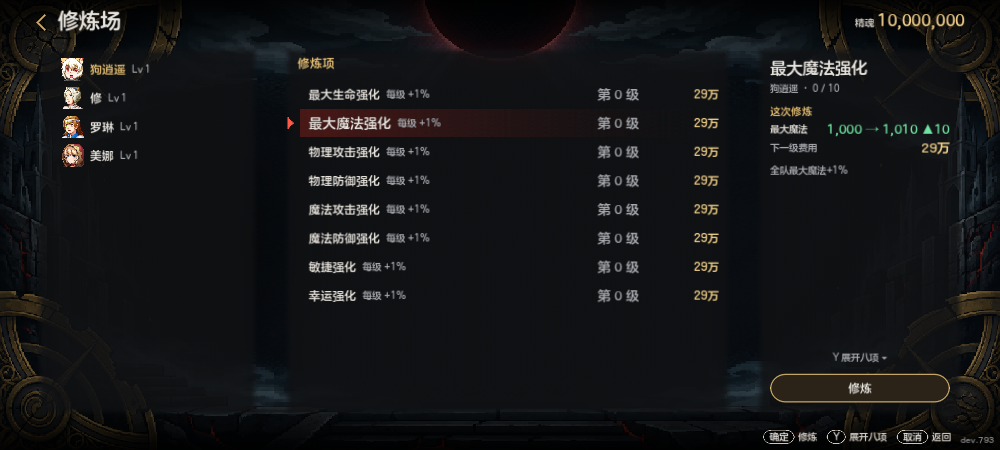 修炼场
精魂 10,000,000
狗逍遥 Lv1
修 Lv1
罗琳 Lv1
美娜 Lv1
修炼项
最大生命强化 每级 +1% 第 0 级 29万
最大魔法强化 每级 +1% 第 0 级 29万
物理攻击强化 每级 +1% 第 0 级 29万
物理防御强化 每级 +1% 第 0 级 29万
魔法攻击强化 每级 +1% 第 0 级 29万
魔法防御强化 每级 +1% 第 0 级 29万
敏捷强化 每级 +1% 第 0 级 29万
幸运强化 每级 +1% 第 0 级 29万
最大魔法强化
狗逍遥 · 0 / 10
这次修炼
最大魔法 1,000 → 1,010 ▲10
下一级费用 29万
全队最大魔法+1%
Y 展开八项
修炼
确定 修炼 Y 展开八项 取消 返回 dev.793